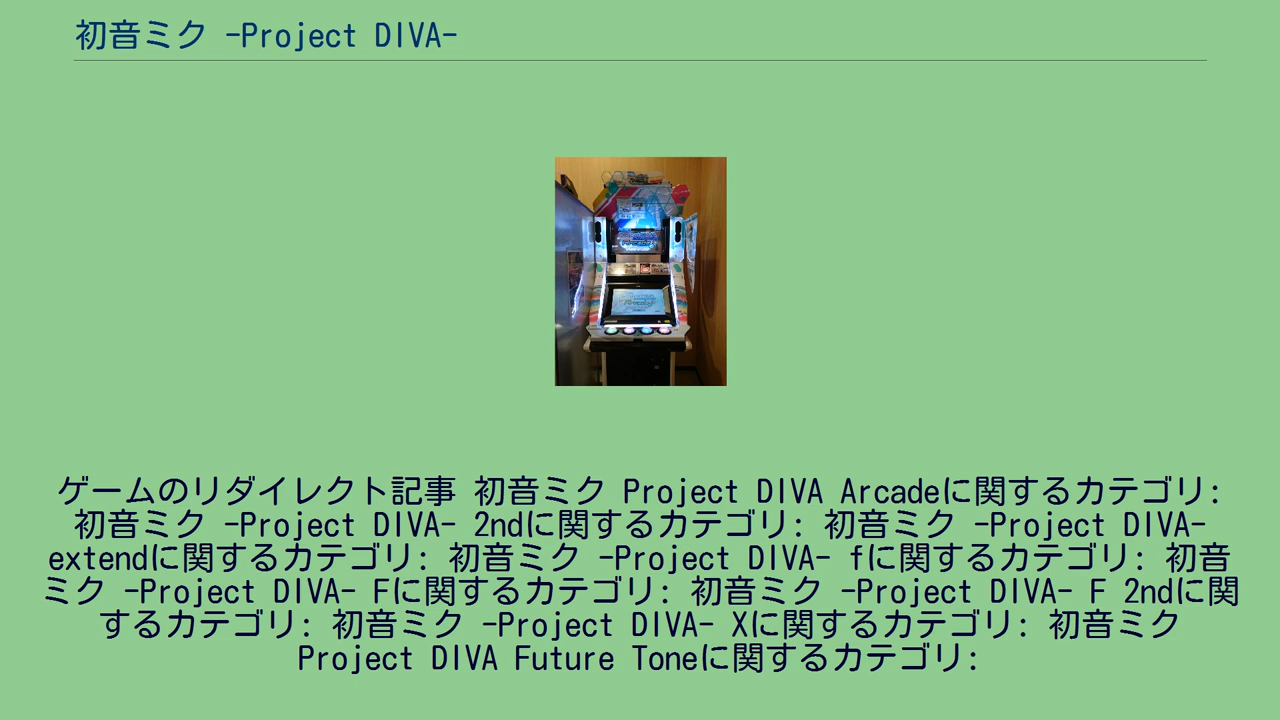 初音ミク -Project DIVA-
ゲームのリダイレクト記事 初音ミク Project DIVA Arcadeに関するカテゴリ:
初音ミク -Project DIVA- 2ndに関するカテゴリ: 初音ミク -Project DIVA-
extendに関するカテゴリ: 初音ミク -Project DIVA- fに関するカテゴリ: 初音
ミク -Project DIVA- Fに関するカテゴリ: 初音ミク -Project DIVA- F 2ndに関
するカテゴリ: 初音ミク -Project DIVA- Xに関するカテゴリ: 初音ミク
Project DIVA Future Toneに関するカテゴリ: